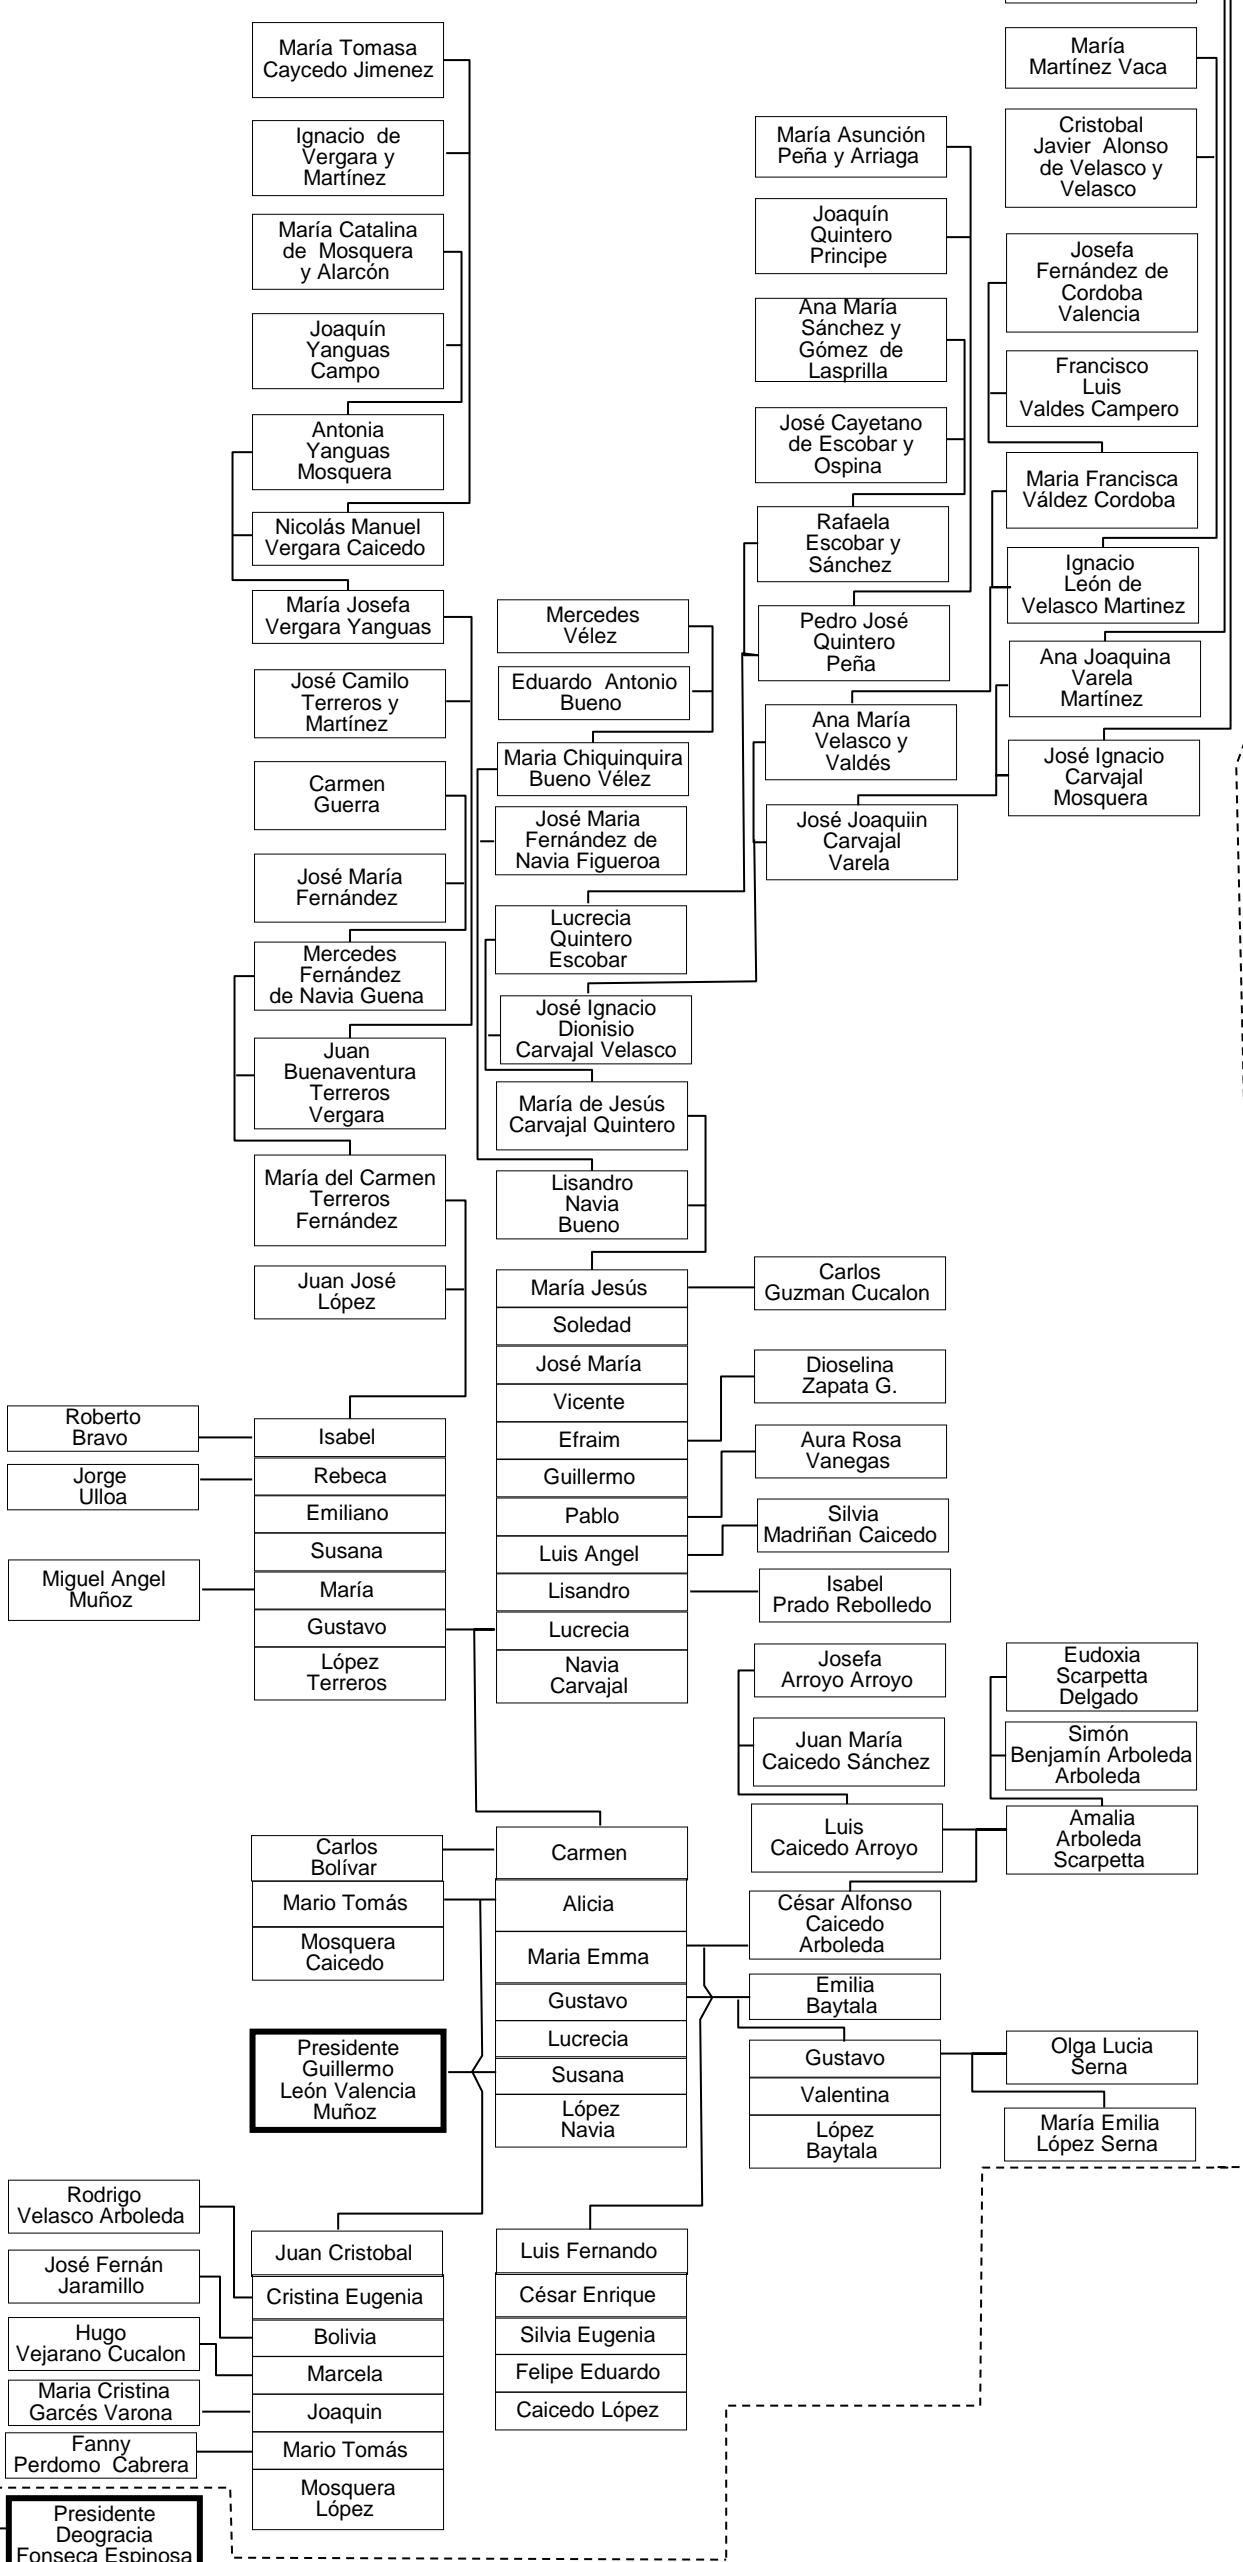 María Tomasa
Caycedo Jimenez
Ignacio de
Vergara y
Martínez
María Catalina
de Mosquera
y Alarcón
Joaquín
Yanguas
Campo
Antonia
Yanguas
Mosquera
Nicolás Manuel
Vergara Caicedo
María Josefa
Vergara Yanguas
José Camilo
Terreros y
Martínez
Carmen
Guerra
José María
Fernández
Mercedes
Fernández
de Navia Guena
Juan
Buenaventura
Terreros
Vergara
María del Carmen
Terreros
Fernández
Juan José
López
Mercedes
Vélez
Eduardo Antonio
Bueno
Maria Chiquinquira
Bueno Vélez
José Maria
Fernández de
Navia Figueroa
Lucrecia
Quintero
Escobar
José Ignacio
Dionisio
Carvajal Velasco
María de Jesús
Carvajal Quintero
Lisandro
Navia
Bueno
María Asunción
Peña y Arriaga
Joaquín
Quintero
Principe
Ana María
Sánchez y
Gómez de
Lasprilla
José Cayetano
de Escobar y
Ospina
Rafaela
Escobar y
Sánchez
Pedro José
Quintero
Peña
Ana María
Velasco y
Valdés
José Joaquiin
Carvajal
Varela
María
Martínez Vaca
Cristobal
Javier Alonso
de Velasco y
Velasco
Josefa
Fernández de
Cordoba
Valencia
Francisco
Luis
Valdes Campero
Maria Francisca
Váldez Cordoba
Ignacio
León de
Velasco Martinez
Ana Joaquina
Varela
Martínez
José Ignacio
Carvajal
Mosquera
Roberto
Bravo
Jorge
Ulloa
Miguel Angel
Muñoz
Isabel
Rebeca
Emiliano
Susana
María
Gustavo
López
Terreros
María Jesús
Soledad
José María
Vicente
Efraim
Guillermo
Pablo
Luis Angel
Lisandro
Lucrecia
Navia
Carvajal
Carlos
Guzman Cucalon
Dioselina
Zapata G.
Aura Rosa
Vanegas
Silvia
Madriñan Caicedo
Isabel
Prado Rebolledo
Josefa
Arroyo Arroyo
Juan María
Caicedo Sánchez
Luis
Caicedo Arroyo
Eudoxia
Scarpetta
Delgado
Simón
Benjamín Arboleda
Arboleda
Amalia
Arboleda
Scarpetta
Carlos
Bolívar
Mario Tomás
Mosquera
Caicedo
Presidente
Guillermo
León Valencia
Muñoz
Carmen
Alicia
Maria Emma
Gustavo
Lucrecia
Susana
López
Navia
César Alfonso
Caicedo
Arboleda
Emilia
Baytala
Gustavo
Valentina
López
Baytala
Olga Lucia
Serna
María Emilia
López Serna
Rodrigo
Velasco Arboleda
José Fernán
Jaramillo
Hugo
Vejarano Cucalon
Maria Cristina
Garcés Varona
Fanny
Perdomo Cabrera
Juan Cristobal
Cristina Eugenia
Bolivia
Marcela
Joaquin
Mario Tomás
Mosquera
López
Luis Fernando
César Enrique
Silvia Eugenia
Felipe Eduardo
Caicedo López
Presidente
Deogracia
Fonseca Espinosa